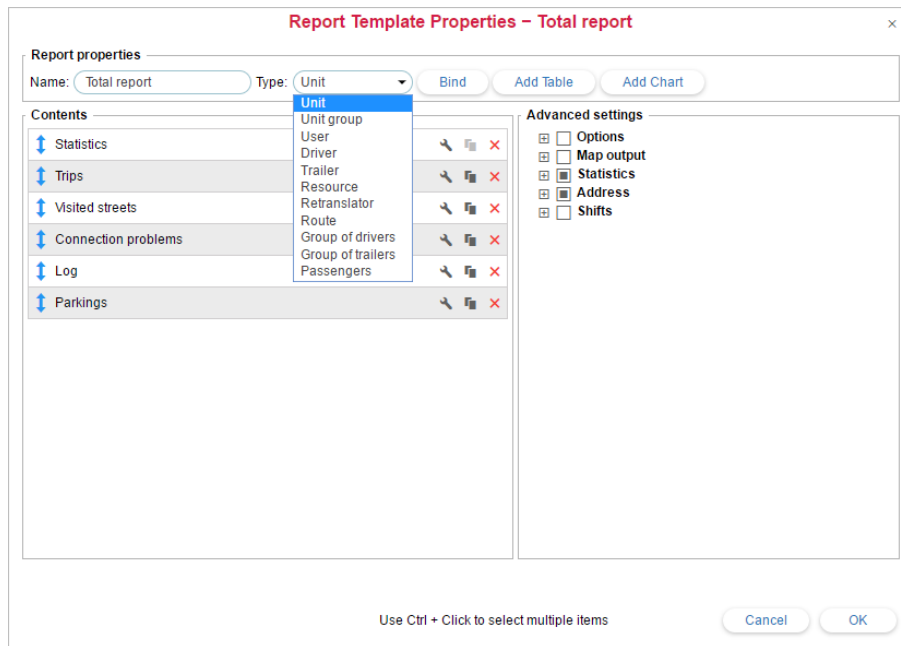 Report Template Properties – Total report
×
Report properties
Name: Total report Type: Unit Bind Add Table Add Chart
Unit
Unit group
User
Driver
Trailer
Resource
Retranslator
Route
Group of drivers
Group of trailers
Passengers
Contents
Statistics
Trips
Visited streets
Connection problems
Log
Parkings
Advanced settings
Options
Map output
Statistics
Address
Shifts
Use Ctrl + Click to select multiple items
Cancel OK